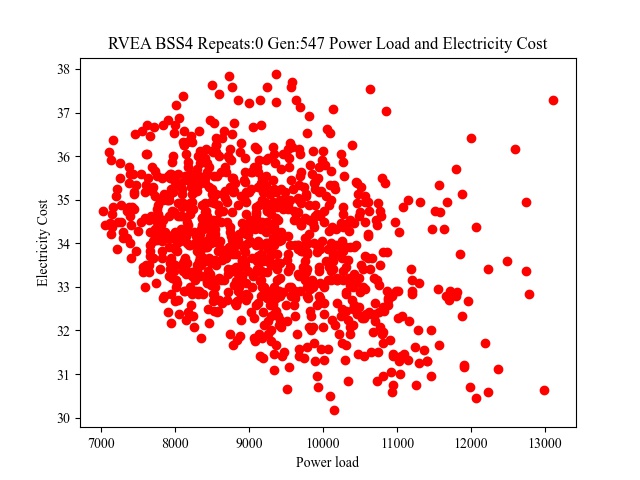 RVEA BSS4 Repeats:0 Gen:547 Power Load and Electricity Cost
38
37
36
35
34
33
32
31
30
Electricity Cost
7000 8000 9000 10000 11000 12000 13000
Power load